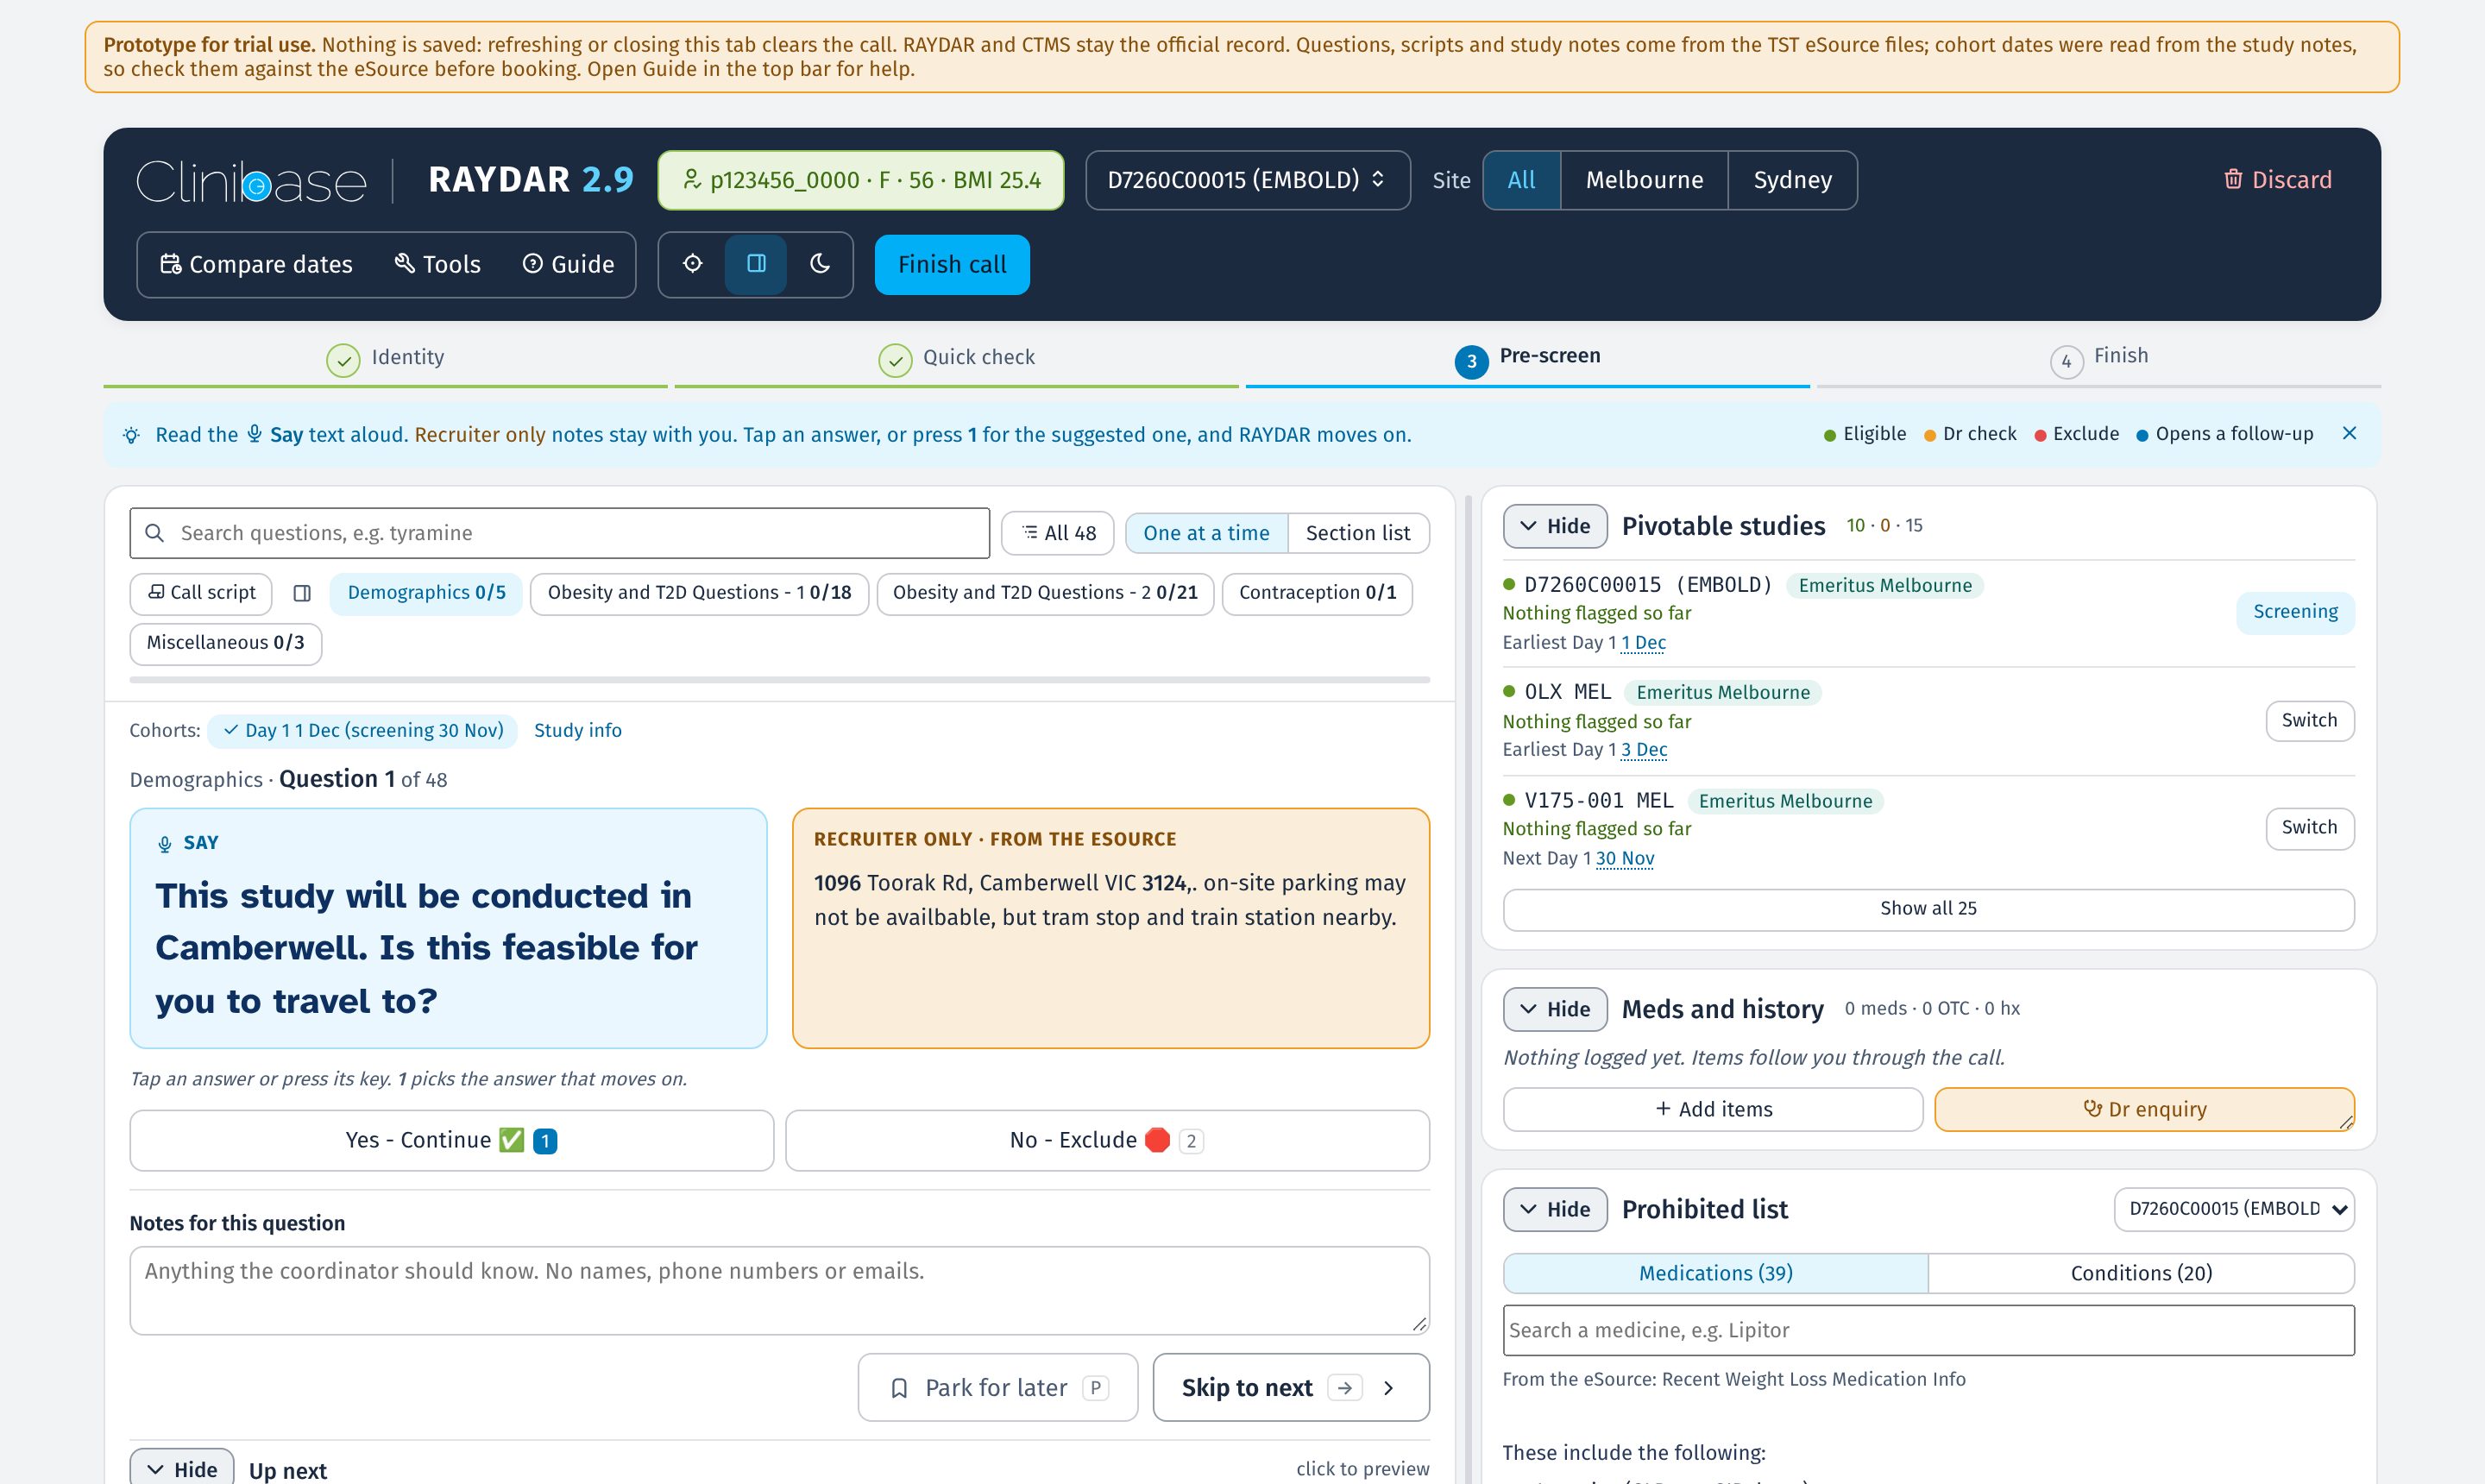 Prototype for trial use. Nothing is saved: refreshing or closing this tab clears the call. RAYDAR and CTMS stay the official record. Questions, scripts and study notes come from the TST eSource files; cohort dates were read from the study notes,
so check them against the eSource before booking. Open Guide in the top bar for help.
Clinibase RAYDAR 2.9 p123456_0000 · F · 56 · BMI 25.4 D7260C00015 (EMBOLD) Site All Melbourne Sydney Discard
Compare dates Tools Guide Finish call
Identity Quick check 3 Pre-screen 4 Finish
Read the Say text aloud. Recruiter only notes stay with you. Tap an answer, or press 1 for the suggested one, and RAYDAR moves on. Eligible Dr check Exclude Opens a follow-up
Search questions, e.g. tyramine All 48 One at a time Section list
Call script Demographics 0/5 Obesity and T2D Questions - 1 0/18 Obesity and T2D Questions - 2 0/21 Contraception 0/1
Miscellaneous 0/3
Cohorts: Day 1 1 Dec (screening 30 Nov) Study info
Demographics · Question 1 of 48
SAY
This study will be conducted in
Camberwell. Is this feasible for
you to travel to?
RECRUITER ONLY · FROM THE ESOURCE
1096 Toorak Rd, Camberwell VIC 3124,. on-site parking may
not be availbable, but tram stop and train station nearby.
Tap an answer or press its key. 1 picks the answer that moves on.
Yes - Continue ✅ 1 No - Exclude 🛑 2
Notes for this question
Anything the coordinator should know. No names, phone numbers or emails.
Park for later P Skip to next →
Hide Up next click to preview
Hide Pivotable studies 10 · 0 · 15
D7260C00015 (EMBOLD) Emeritus Melbourne
Nothing flagged so far
Screening
Earliest Day 1 1 Dec
OLX MEL Emeritus Melbourne
Nothing flagged so far
Switch
Earliest Day 1 3 Dec
V175-001 MEL Emeritus Melbourne
Nothing flagged so far
Switch
Next Day 1 30 Nov
Show all 25
Hide Meds and history 0 meds · 0 OTC · 0 hx
Nothing logged yet. Items follow you through the call.
+ Add items Dr enquiry
Hide Prohibited list D7260C00015 (EMBOLD
Medications (39) Conditions (20)
Search a medicine, e.g. Lipitor
From the eSource: Recent Weight Loss Medication Info
These include the following: